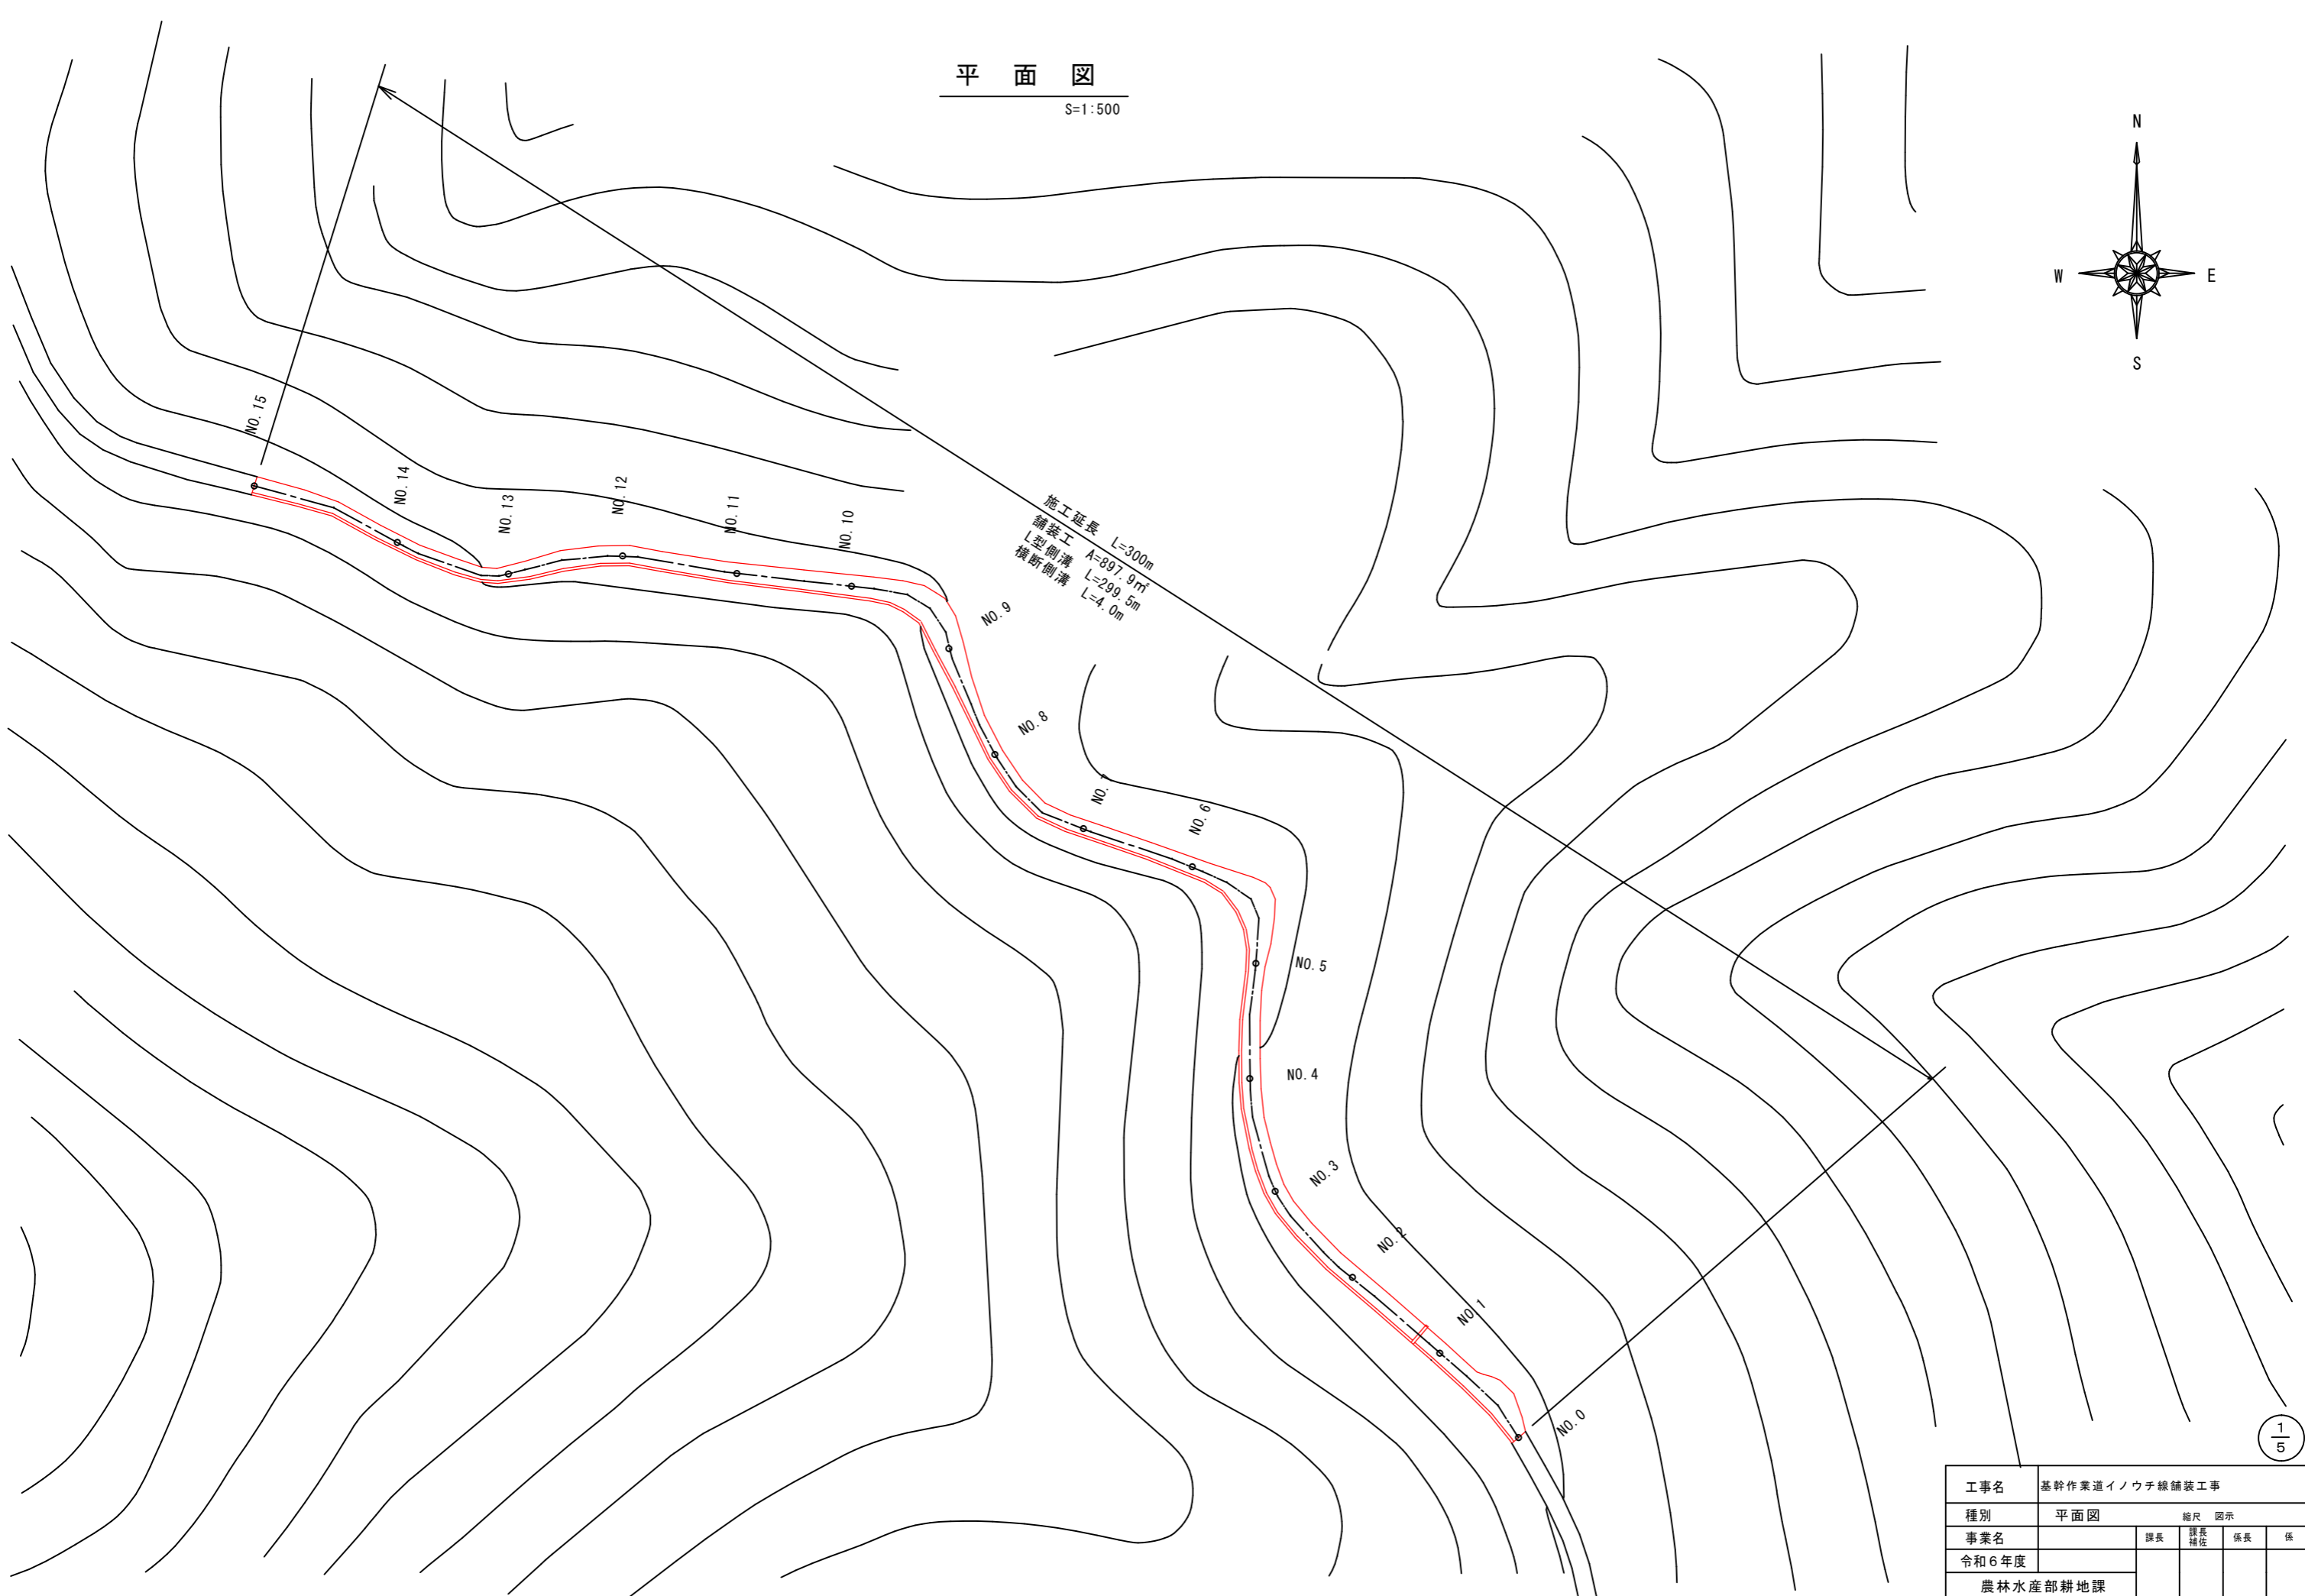 平面図
S=1:500
N
W
E
S
NO.15
NO.14
NO.13
NO.12
NO.11
NO.10
NO.9
NO.8
NO.7
NO.6
NO.5
NO.4
NO.3
NO.2
NO.1
NO.0
施工延長 L=300m
舗装工 A=897.9㎡
L型側溝 L=299.5m
横断側溝 L=4.0m
1
5
工事名 基幹作業道イノウチ線舗装工事
種別 平面図 縮尺 図示
事業名 課長 課長補佐 係長 係
令和6年度
農林水産部耕地課